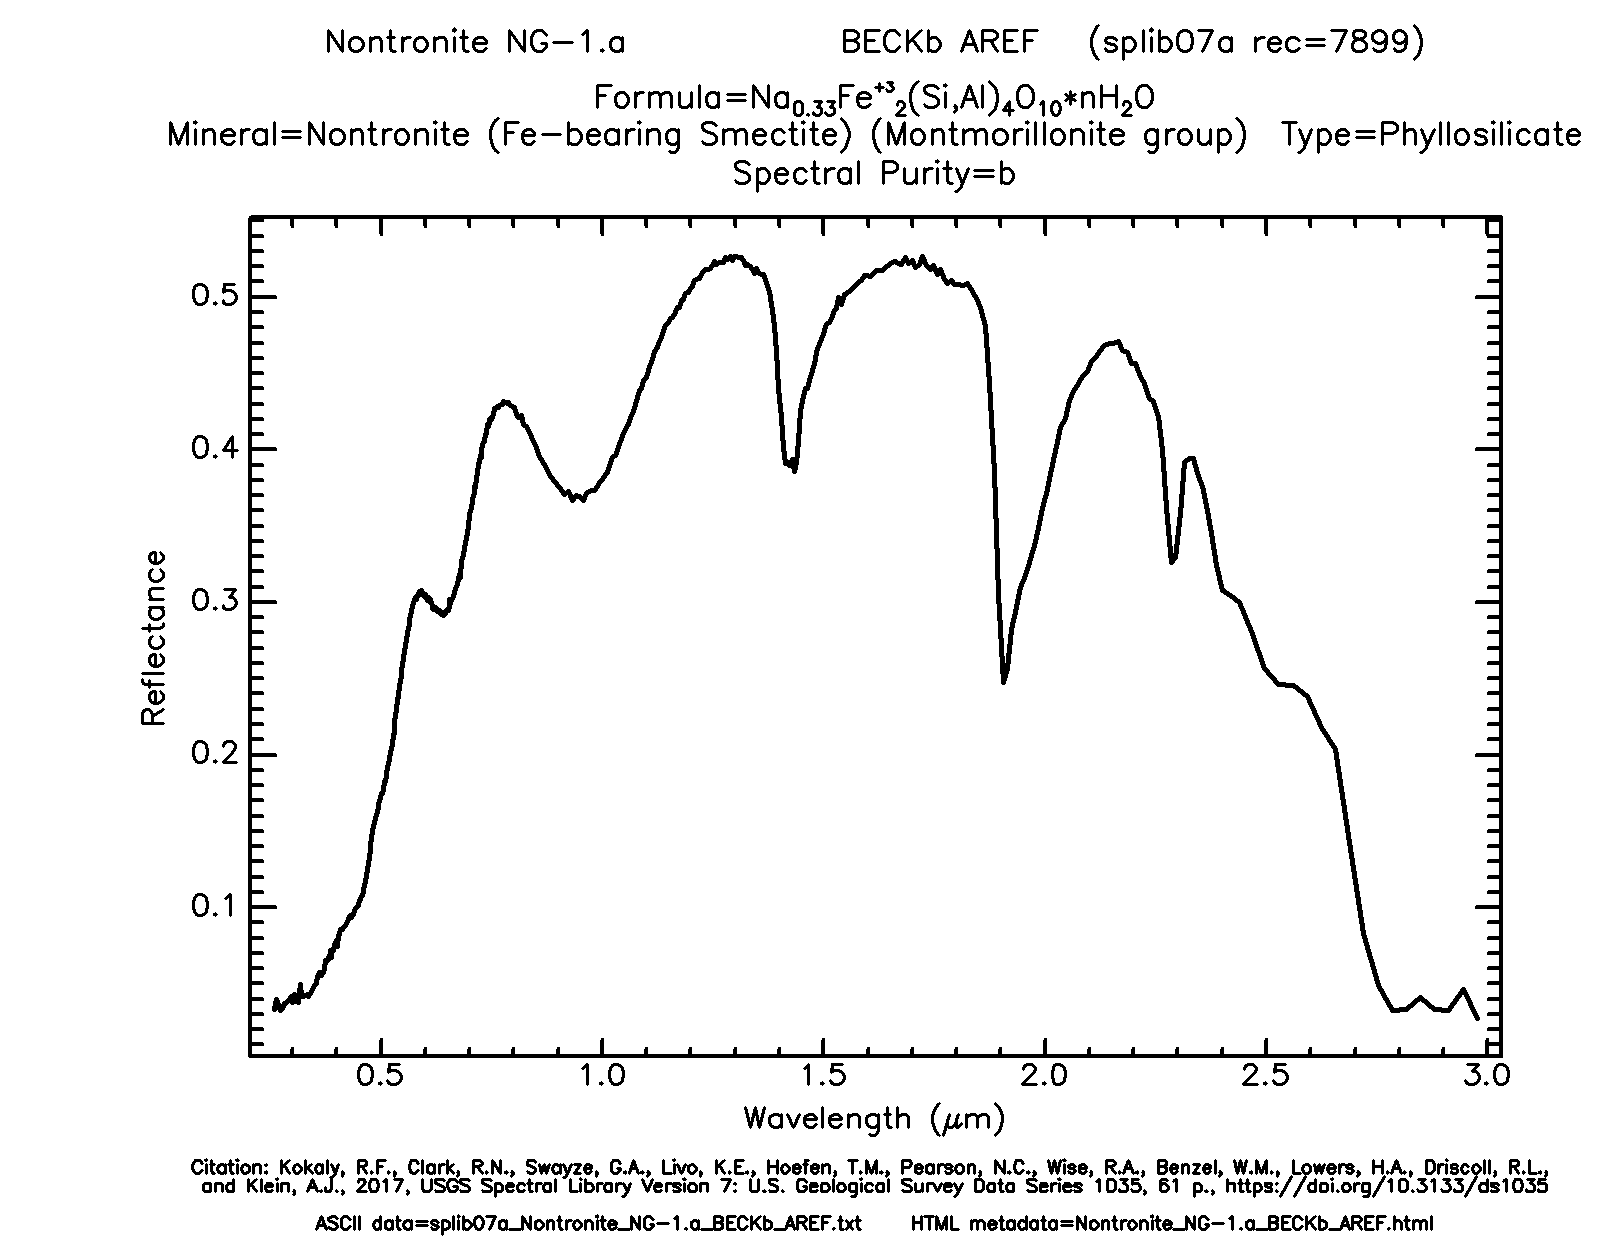 Nontronite NG-1.a BECKb AREF (splib07a rec=7899)
Formula=Na0.33Fe+32(Si,Al)4O10*nH2O
Mineral=Nontronite (Fe-bearing Smectite) (Montmorillonite group) Type=Phyllosilicate
Spectral Purity=b
0.5
0.4
0.3
0.2
0.1
Reflectance
0.5 1.0 1.5 2.0 2.5 3.0
Wavelength (μm)
Citation: Kokaly, R.F., Clark, R.N., Swayze, G.A., Livo, K.E., Hoefen, T.M., Pearson, N.C., Wise, R.A., Benzel, W.M., Lowers, H.A., Driscoll, R.L.,
and Klein, A.J., 2017, USGS Spectral Library Version 7: U.S. Geological Survey Data Series 1035, 61 p., https://doi.org/10.3133/ds1035
ASCII data=splib07a_Nontronite_NG-1.a_BECKb_AREF.txt HTML metadata=Nontronite_NG-1.a_BECKb_AREF.html